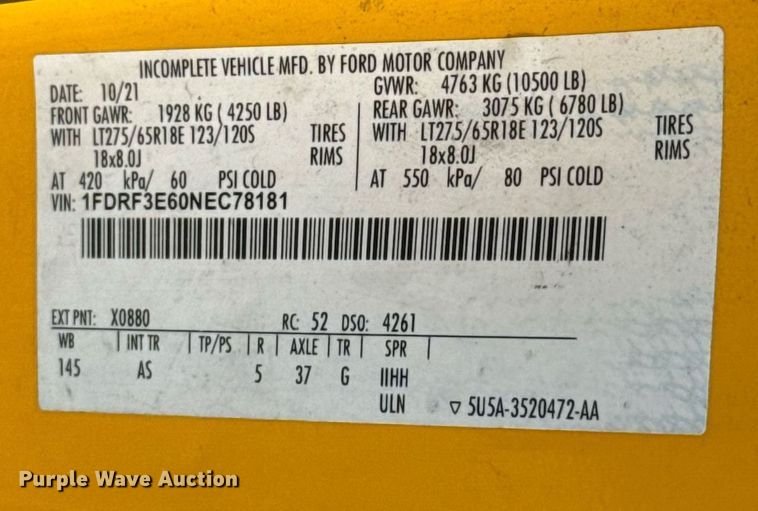 INCOMPLETE VEHICLE MFD. BY FORD MOTOR COMPANY
DATE: 10/21 GVWR: 4763 KG (10500 LB)
FRONT GAWR: 1928 KG ( 4250 LB) REAR GAWR: 3075 KG ( 6780 LB)
WITH LT275/65R18E 123/120S TIRES WITH LT275/65R18E 123/120S TIRES
18x8.0J RIMS 18x8.0J RIMS
AT 420 kPa/ 60 PSI COLD AT 550 kPa/ 80 PSI COLD
VIN: 1FDRF3E60NEC78181
EXT PNT: X0880 RC: 52 DSO: 4261
WB INT TR TP/PS R AXLE TR SPR
145 AS 5 37 G IIHH
ULN ▽ 5U5A-3520472-AA
Purple Wave Auction